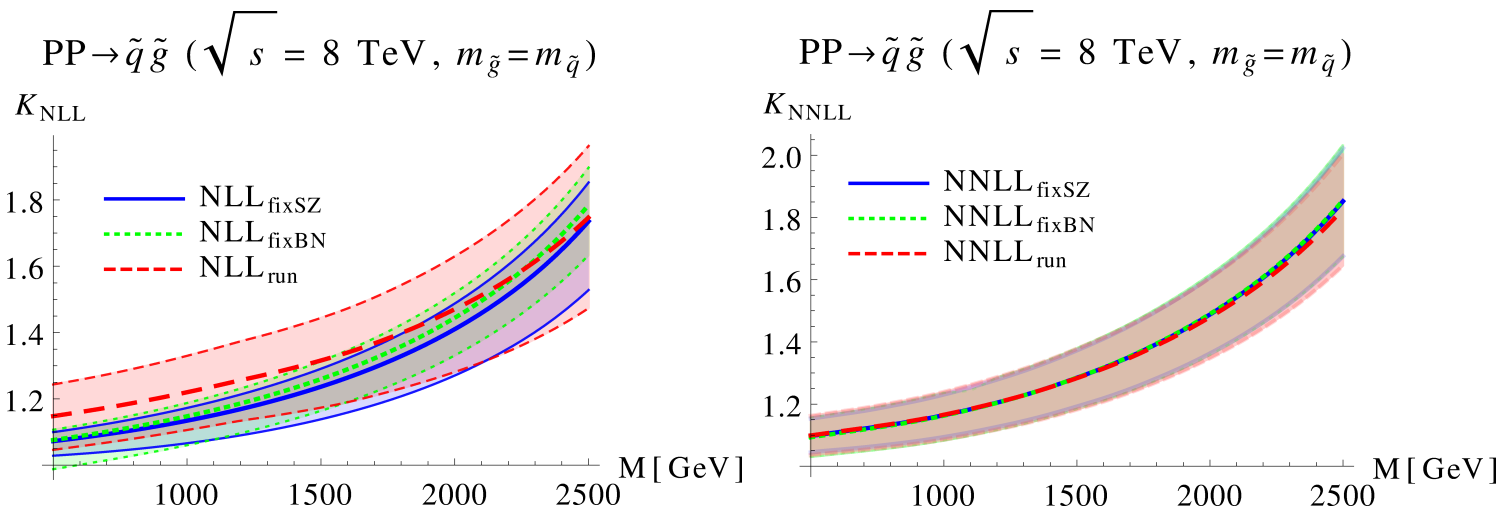 PP→q̃ g̃ (√s = 8 TeV, m_g̃=m_q̃)
K_NLL
1.8
1.6
1.4
1.2
NLL_fixSZ
NLL_fixBN
NLL_run
1000 1500 2000 2500
M[GeV]
PP→q̃ g̃ (√s = 8 TeV, m_g̃=m_q̃)
K_NNLL
2.0
1.8
1.6
1.4
1.2
NNLL_fixSZ
NNLL_fixBN
NNLL_run
1000 1500 2000 2500
M[GeV]